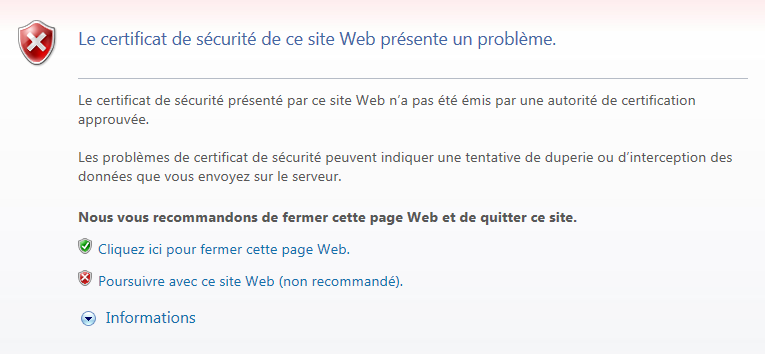 Le certificat de sécurité de ce site Web présente un problème.
Le certificat de sécurité présenté par ce site Web n'a pas été émis par une autorité de certification
approuvée.
Les problèmes de certificat de sécurité peuvent indiquer une tentative de duperie ou d'interception des
données que vous envoyez sur le serveur.
Nous vous recommandons de fermer cette page Web et de quitter ce site.
Cliquez ici pour fermer cette page Web.
Poursuivre avec ce site Web (non recommandé).
Informations